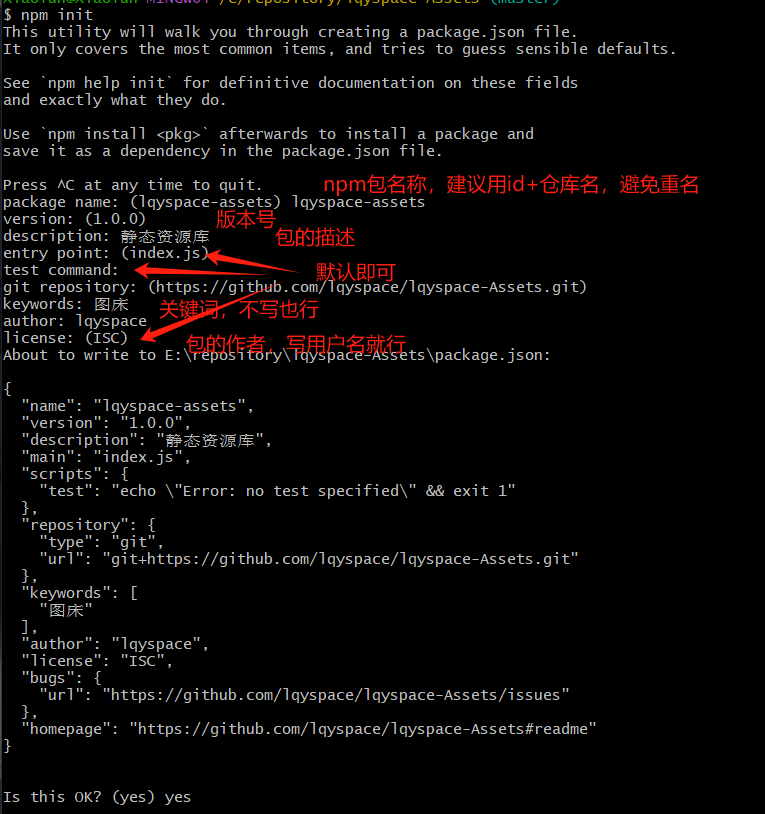 $ npm init
This utility will walk you through creating a package.json file.
It only covers the most common items, and tries to guess sensible defaults.
See `npm help init` for definitive documentation on these fields
and exactly what they do.
Use `npm install <pkg>` afterwards to install a package and
save it as a dependency in the package.json file.
Press ^C at any time to quit.
npm包名称，建议用id+仓库名，避免重名
package name: (lqyspace-assets) lqyspace-assets
version: (1.0.0)
版本号
description: 静态资源库
包的描述
entry point: (index.js)
test command:
默认即可
git repository: (https://github.com/lqyspace/lqyspace-Assets.git)
keywords: 图床
关键词，不写也行
author: lqyspace
license: (ISC)
包的作者，写用户名就行
About to write to E:\repository\lqyspace-Assets\package.json:
{
"name": "lqyspace-assets",
"version": "1.0.0",
"description": "静态资源库",
"main": "index.js",
"scripts": {
"test": "echo \"Error: no test specified\" && exit 1"
},
"repository": {
"type": "git",
"url": "git+https://github.com/lqyspace/lqyspace-Assets.git"
},
"keywords": [
"图床"
],
"author": "lqyspace",
"license": "ISC",
"bugs": {
"url": "https://github.com/lqyspace/lqyspace-Assets/issues"
},
"homepage": "https://github.com/lqyspace/lqyspace-Assets#readme"
}
Is this OK? (yes) yes